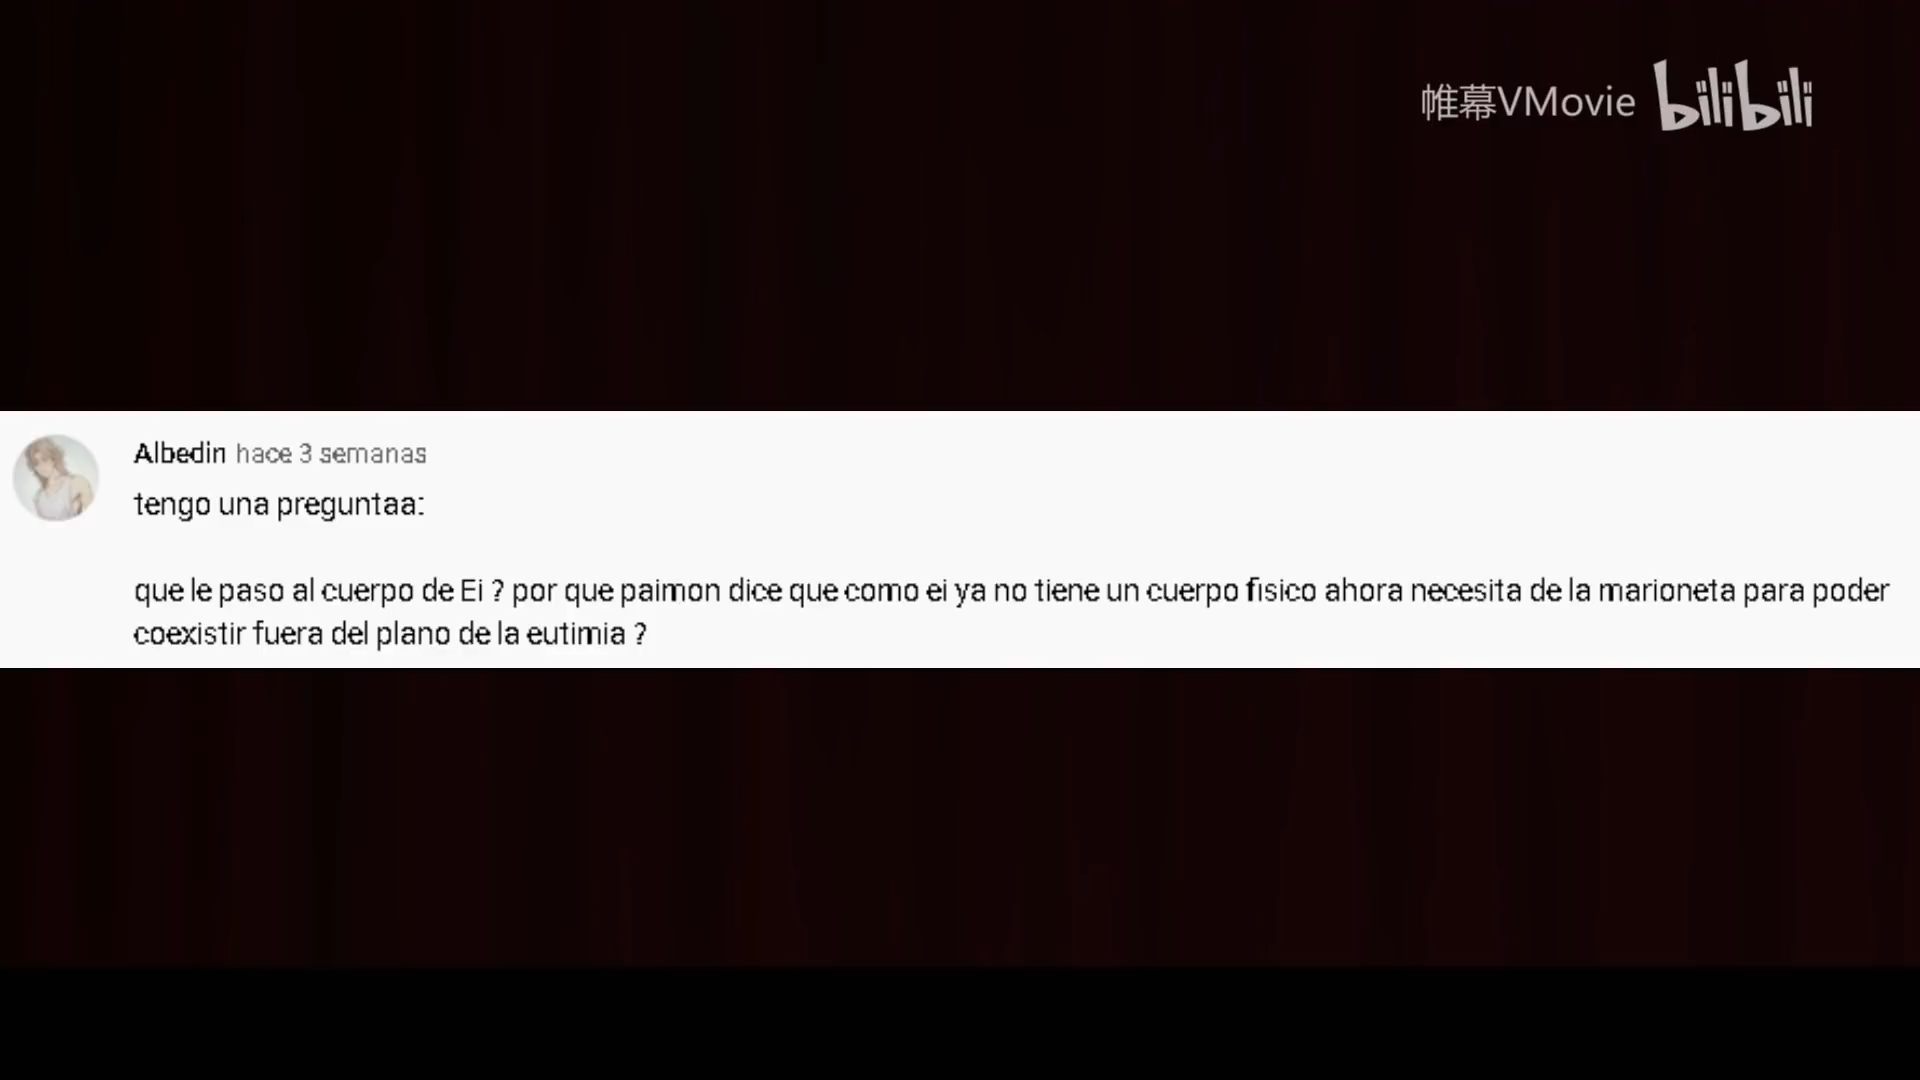 帷幕VMovie bilibili
Albedin hace 3 semanas
tengo una preguntaa:
que le paso al cuerpo de Ei ? por que paimon dice que como ei ya no tiene un cuerpo fisico ahora necesita de la marioneta para poder
coexistir fuera del plano de la eutimia ?